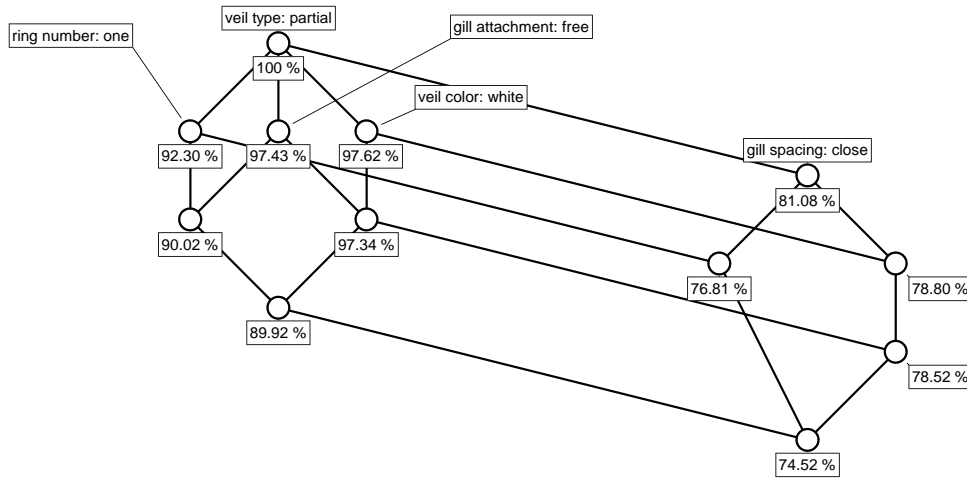 veil type: partial
gill attachment: free
ring number: one
100 %
veil color: white
gill spacing: close
92.30 %
97.43 %
97.62 %
81.08 %
90.02 %
97.34 %
76.81 %
78.80 %
89.92 %
78.52 %
74.52 %